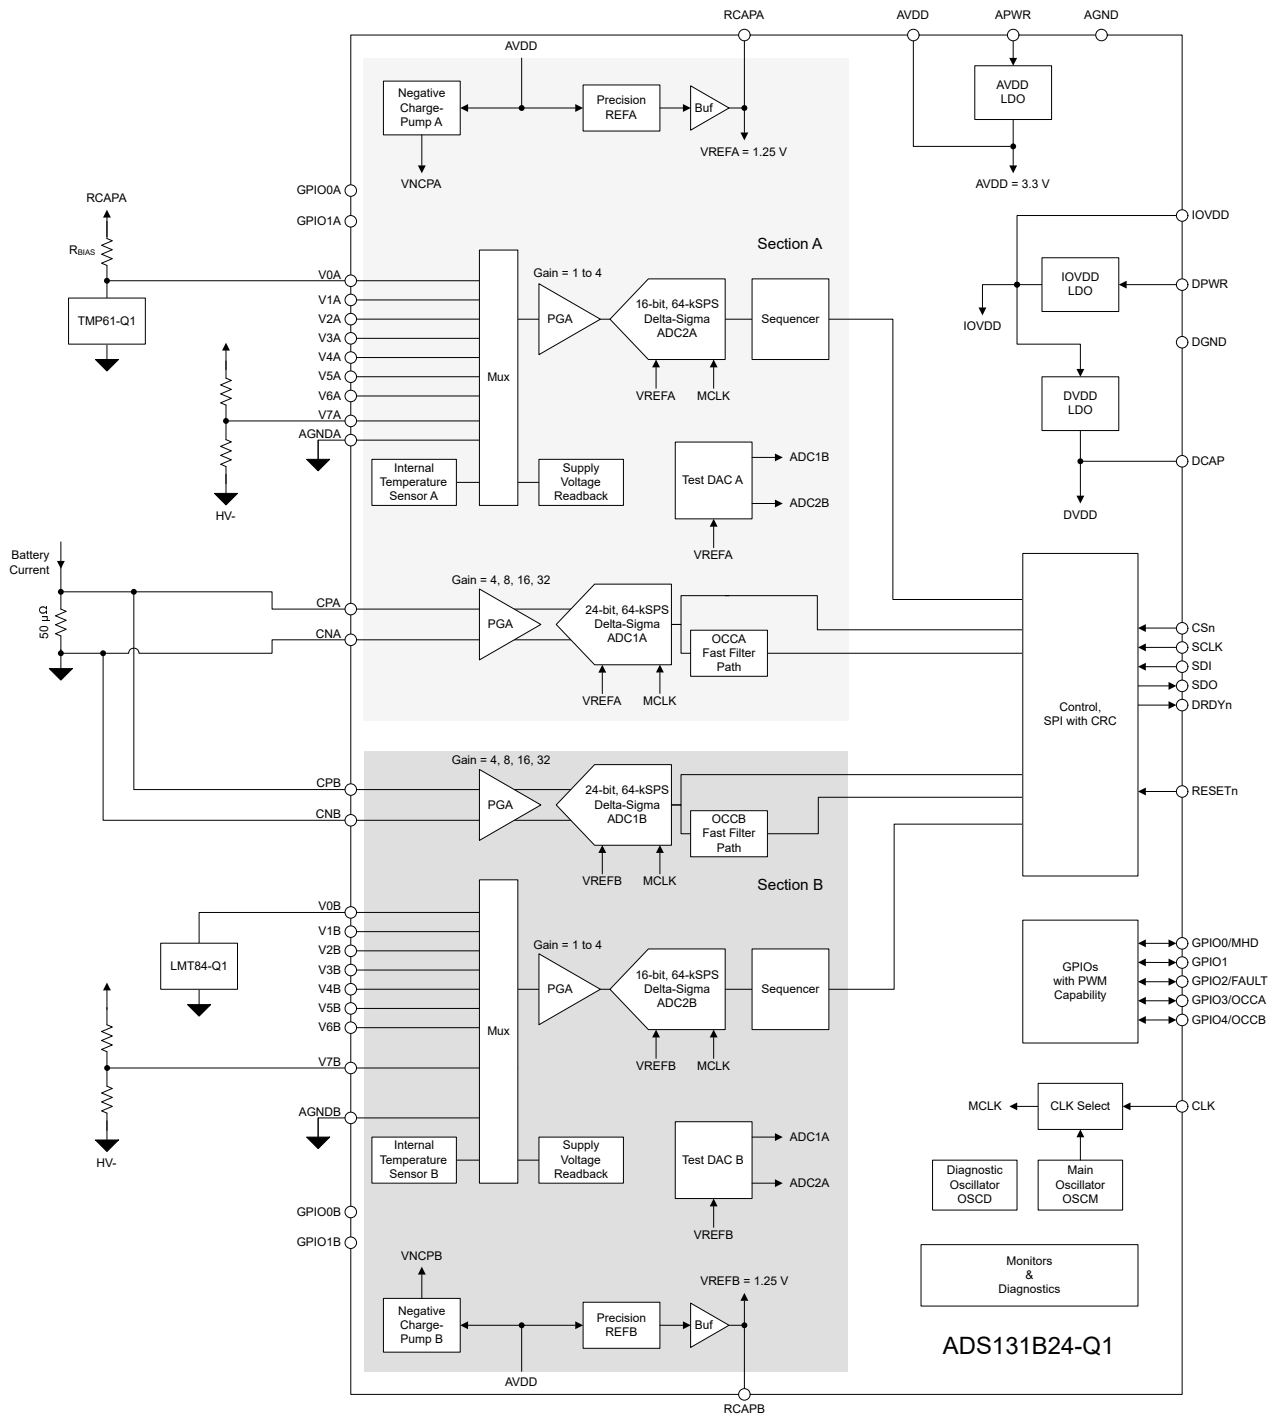 RCAPA
AVDD
APWR
AGND
AVDD
Negative
Charge-
Pump A
Precision
REFA
Buf
AVDD
LDO
VREFA = 1.25 V
VNCPA
AVDD = 3.3 V
GPIO0A
RCAPA
GPIO1A
IOVDD
RBIAS
Section A
V0A
Gain = 1 to 4
IOVDD
LDO
DPWR
V1A
TMP61-Q1
V2A
PGA
16-bit, 64-kSPS
Delta-Sigma
ADC2A
Sequencer
IOVDD
V3A
DGND
V4A
V5A
Mux
V6A
VREFA
MCLK
DVDD
LDO
V7A
AGNDA
Internal
Temperature
Sensor A
Supply
Voltage
Readback
Test DAC A
ADC1B
ADC2B
DCAP
HV-
DVDD
VREFA
Battery
Current
Gain = 4, 8, 16, 32
50 µΩ
CPA
CNA
PGA
24-bit, 64-kSPS
Delta-Sigma
ADC1A
OCCA
Fast Filter
Path
VREFA
MCLK
Control,
SPI with CRC
CSn
SCLK
SDI
SDO
DRDYn
Gain = 4, 8, 16, 32
CPB
CNB
PGA
24-bit, 64-kSPS
Delta-Sigma
ADC1B
OCCB
Fast Filter
Path
RESETn
VREFB
MCLK
Section B
V0B
V1B
V2B
V3B
V4B
V5B
V6B
LMT84-Q1
Gain = 1 to 4
PGA
16-bit, 64-kSPS
Delta-Sigma
ADC2B
Sequencer
GPIOs
with PWM
Capability
GPIO0/MHD
GPIO1
GPIO2/FAULT
GPIO3/OCCA
GPIO4/OCCB
Mux
V7B
VREFB
MCLK
AGNDB
MCLK
CLK Select
CLK
HV-
Internal
Temperature
Sensor B
Supply
Voltage
Readback
Test DAC B
ADC1A
ADC2A
Diagnostic
Oscillator
OSCD
Main
Oscillator
OSCM
GPIO0B
GPIO1B
VREFB
VNCPB
VREFB = 1.25 V
Monitors
&
Diagnostics
Negative
Charge-
Pump B
Precision
REFB
Buf
ADS131B24-Q1
AVDD
RCAPB